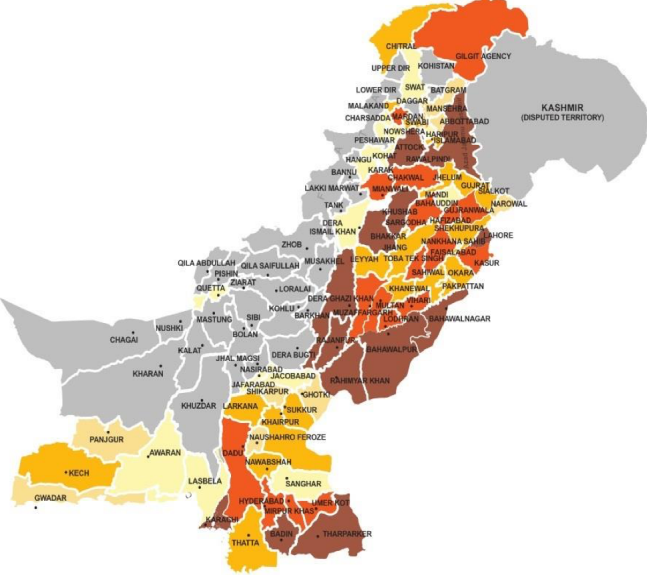 CHITRAL
GILGIT AGENCY
UPPER DIR
KOHISTAN
SWAT
LOWER DIR
BATGRAM
DAGGAR
MALAKAND
MANSEHRA
KASHMIR
(DISPUTED TERRITORY)
CHARSADDA
MARDAN
SWABI
ABBOTTABAD
NOWSHERA
HARIPUR
PESHAWAR
ISLAMABAD
ATTOCK
KOHAT
HANGU
RAWALPINDI
KARAK
BANNU
CHAKWAL
JHELUM
LAKKI MARWAT
MIANWALI
GUJRAT
SIALKOT
MANDI
BAHAUDDIN
NAROWAL
TANK
KHUSHAB
GUJRANWALA
DERA
ISMAIL KHAN
SARGODHA
HAFIZABAD
SHEKHUPURA
BHAKKAR
LAHORE
ZHOB
JHANG
NANKHANA SAHIB
FAISALABAD
MUSAKHEL
LEYYAH
TOBA TEK SINGH
KASUR
QILA ABDULLAH
QILA SAIFULLAH
PISHIN
SAHIWAL
OKARA
ZIARAT
QUETTA
LORALAI
KHANEWAL
PAKPATTAN
DERA GHAZI KHAN
MULTAN
VIHARI
KOHLU
BARKHAN
MUZAFFARGARH
LODHRAN
BAHAWALNAGAR
MASTUNG
SIBI
NUSHKI
BOLAN
CHAGAI
RAJANPUR
BAHAWALPUR
KALAT
DERA BUGTI
JHAL MAGSI
NASIRABAD
KHARAN
JACOBABAD
JAFARABAD
RAHIMYAR KHAN
SHIKARPUR
GHOTKI
KHUZDAR
LARKANA
SUKKUR
KHAIRPUR
PANJGUR
NAUSHAHRO FEROZE
AWARAN
DADU
NAWABSHAH
KECH
LASBELA
SANGHAR
GWADAR
HYDERABAD
UMER KOT
MIRPUR KHAS
KARACHI
BADIN
THARPARKER
THATTA